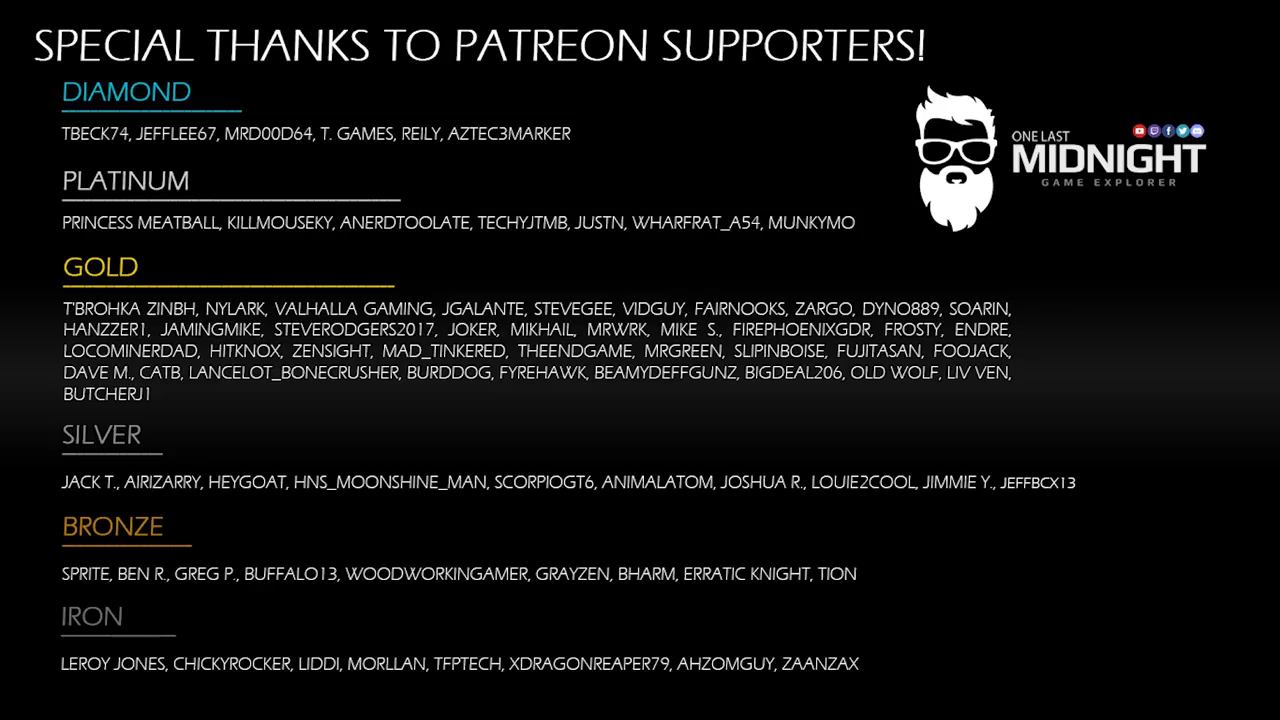 SPECIAL THANKS TO PATREON SUPPORTERS!
DIAMOND
TBECK74, JEFFLEE67, MRD00D64, T. GAMES, REILY, AZTEC3MARKER
ONE LAST
MIDNIGHT
GAME EXPLORER
PLATINUM
PRINCESS MEATBALL, KILLMOUSEKY, ANERDTOOLATE, TECHYJTMB, JUSTN, WHARFRAT_A54, MUNKYMO
GOLD
T'BROHKA ZINBH, NYLARK, VALHALLA GAMING, JGALANTE, STEVEGEE, VIDGUY, FAIRNOOKS, ZARGO, DYNO889, SOARIN,
HANZZER1, JAMINGMIKE, STEVERODGERS2017, JOKER, MIKHAIL, MRWRK, MIKE S., FIREPHOENIXGDR, FROSTY, ENDRE,
LOCOMINERDAD, HITKNOX, ZENSIGHT, MAD_TINKERED, THEENDGAME, MRGREEN, SLIPINBOISE, FUJITASAN, FOOJACK,
DAVE M., CATB, LANCELOT_BONECRUSHER, BURDDOG, FYREHAWK, BEAMYDEFFGUNZ, BIGDEAL206, OLD WOLF, LIV VEN,
BUTCHERJ1
SILVER
JACK T., AIRIZARRY, HEYGOAT, HNS_MOONSHINE_MAN, SCORPIOGT6, ANIMALATOM, JOSHUA R., LOUIE2COOL, JIMMIE Y., JEFFBCX13
BRONZE
SPRITE, BEN R., GREG P., BUFFALO13, WOODWORKINGAMER, GRAYZEN, BHARM, ERRATIC KNIGHT, TION
IRON
LEROY JONES, CHICKYROCKER, LIDDI, MORLLAN, TFPTECH, XDRAGONREAPER79, AHZOMGUY, ZAANZAX